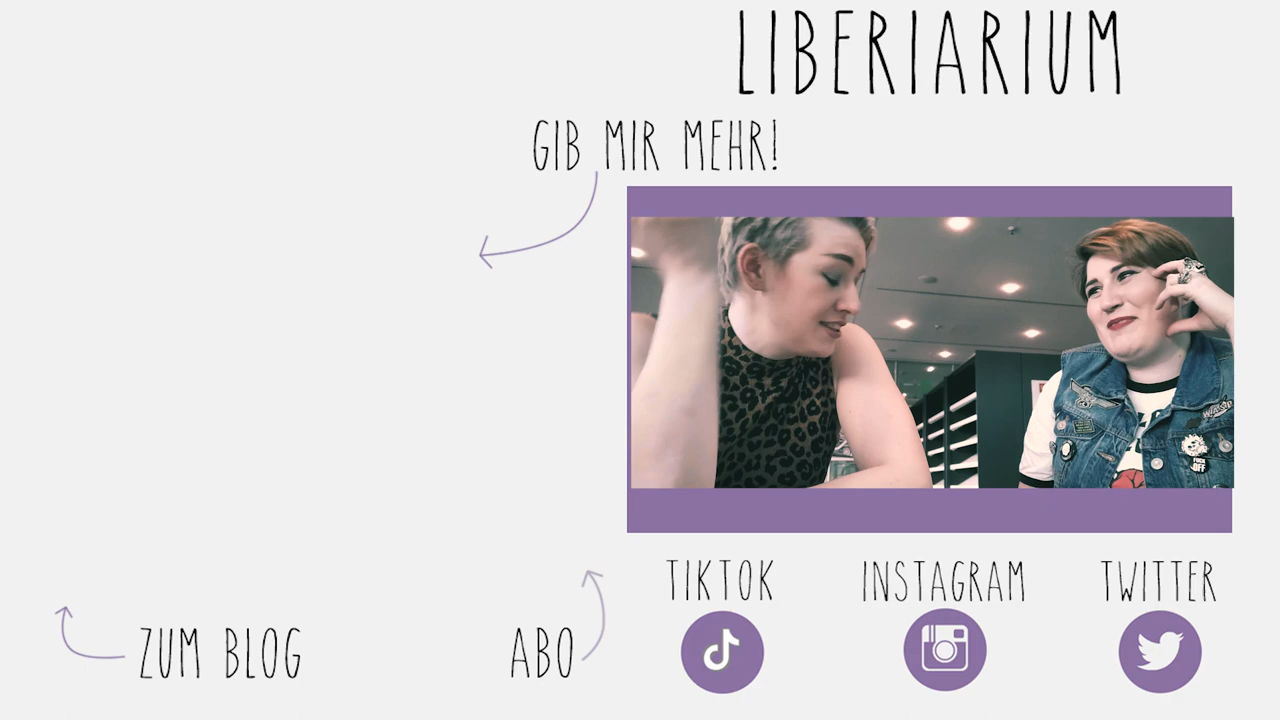 LIBERIARIUM
GIB MIR MEHR!
TIKTOK
INSTAGRAM
TWITTER
ZUM BLOG
ABO